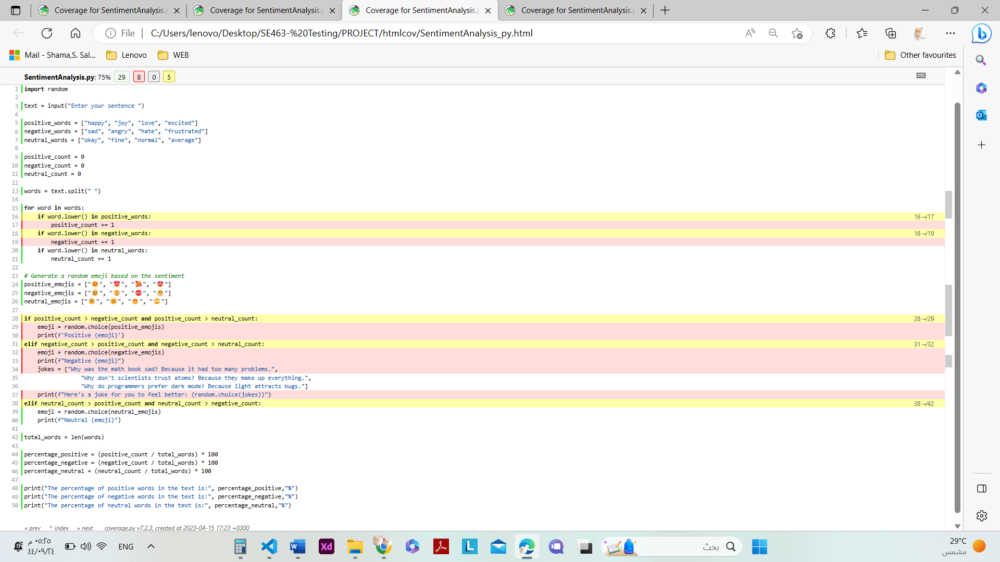 Coverage for SentimentAnalysis.p
Coverage for SentimentAnalysis.p
Coverage for SentimentAnalysis.p
Coverage for SentimentAnalysis.p
File C:/Users/lenovo/Desktop/SE463-%20Testing/PROJECT/htmlcov/SentimentAnalysis_py.html
Mail - Shama,S. Sal... Lenovo WEB Other favourites
SentimentAnalysis.py: 75% 29 8 0 5
1 import random
2
3 text = input("Enter your sentence ")
4
5 positive_words = ["happy", "joy", "love", "excited"]
6 negative_words = ["sad", "angry", "hate", "frustrated"]
7 neutral_words = ["okay", "fine", "normal", "average"]
8
9 positive_count = 0
10 negative_count = 0
11 neutral_count = 0
12
13 words = text.split(" ")
14
15 for word in words:
16     if word.lower() in positive_words: 16↛17
17         positive_count += 1
18     if word.lower() in negative_words: 18↛19
19         negative_count += 1
20     if word.lower() in neutral_words:
21         neutral_count += 1
22
23 # Generate a random emoji based on the sentiment
24 positive_emojis = ["😊", "😍", "🥰", "🤩"]
25 negative_emojis = ["😥", "😢", "😡", "😤"]
26 neutral_emojis = ["😐", "😑", "😶", "🙄"]
27
28 if positive_count > negative_count and positive_count > neutral_count: 28↛29
29     emoji = random.choice(positive_emojis)
30     print(f'Positive {emoji}')
31 elif negative_count > positive_count and negative_count > neutral_count: 31↛32
32     emoji = random.choice(negative_emojis)
33     print(f"Negative {emoji}")
34     jokes = ["Why was the math book sad? Because it had too many problems.",
35              "Why don't scientists trust atoms? Because they make up everything.",
36              "Why do programmers prefer dark mode? Because light attracts bugs."]
37     print(f"Here's a joke for you to feel better: {random.choice(jokes)}")
38 elif neutral_count > positive_count and neutral_count > negative_count: 38↛42
39     emoji = random.choice(neutral_emojis)
40     print(f"Neutral {emoji}")
41
42 total_words = len(words)
43
44 percentage_positive = (positive_count / total_words) * 100
45 percentage_negative = (negative_count / total_words) * 100
46 percentage_neutral = (neutral_count / total_words) * 100
47
48 print("The percentage of positive words in the text is:", percentage_positive,"%")
49 print("The percentage of negative words in the text is:", percentage_negative,"%")
50 print("The percentage of neutral words in the text is:", percentage_neutral,"%")
« prev ^ index » next coverage.py v7.2.3, created at 2023-04-15 17:23 +0300
٠٥:٢٥ م
٤٤/٠٩/٢٤
ENG
بحث
29°C
مشمس